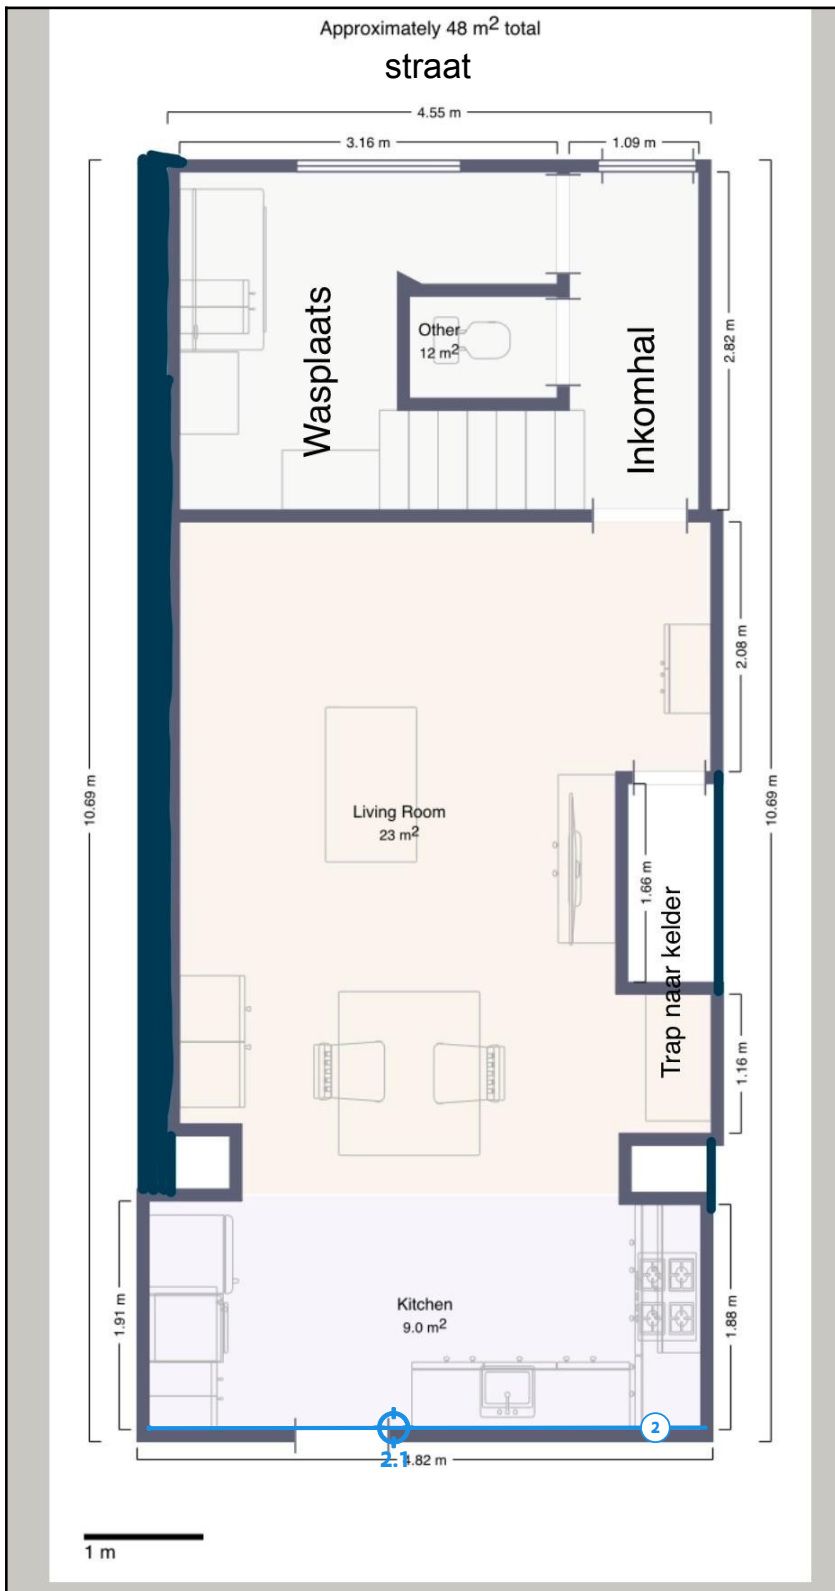 Approximately 48 m² total
straat
4.55 m
3.16 m
1.09 m
Wasplaats
Other
12 m²
Inkomhal
2.82 m
2.08 m
10.69 m
10.69 m
Living Room
23 m²
1.66 m
Trap naar kelder
1.16 m
1.91 m
Kitchen
9.0 m²
1.88 m
2
2.1
4.82 m
1 m